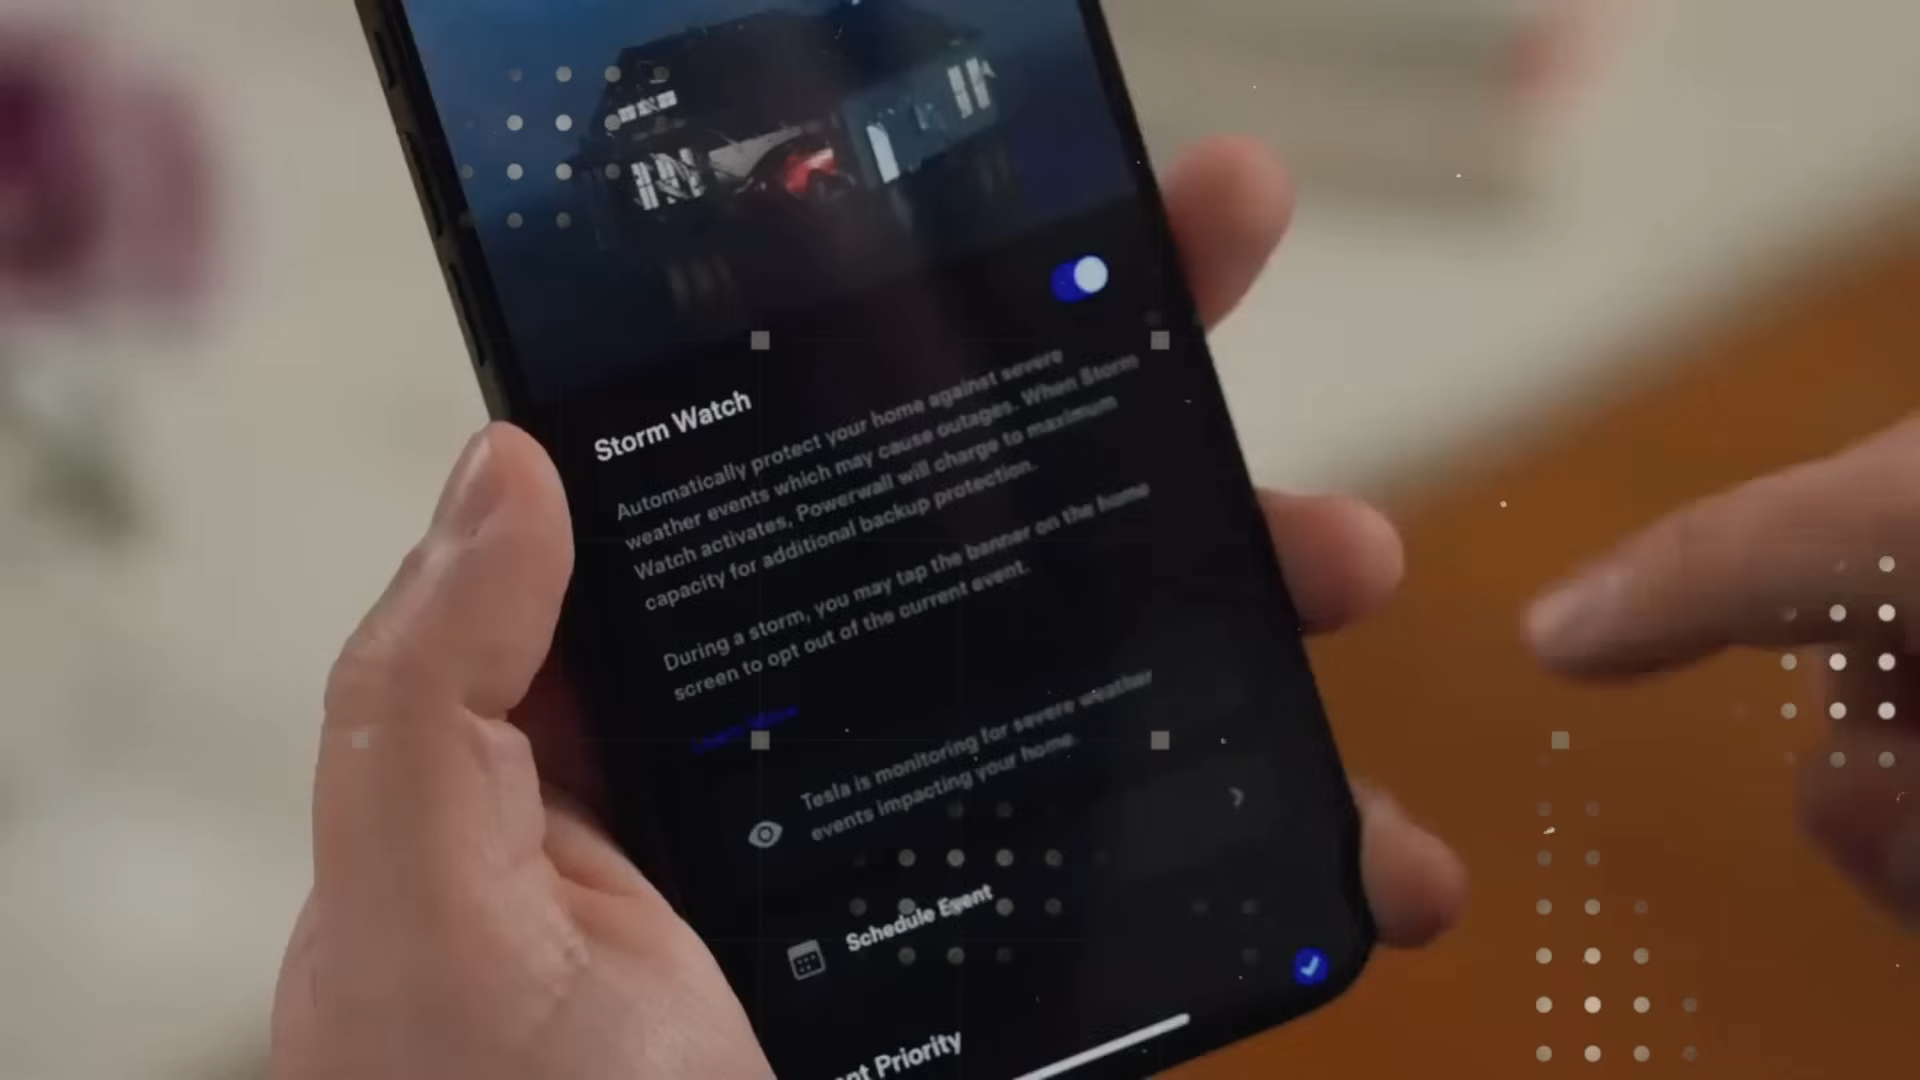 Storm Watch
Automatically protect your home against severe
weather events which may cause outages. When Storm
Watch activates, Powerwall will charge to maximum
capacity for additional backup protection.
During a storm, you may tap the banner on the home
screen to opt out of the current event.
Learn More
Tesla is monitoring for severe weather
events impacting your home.
Schedule Event
Priority